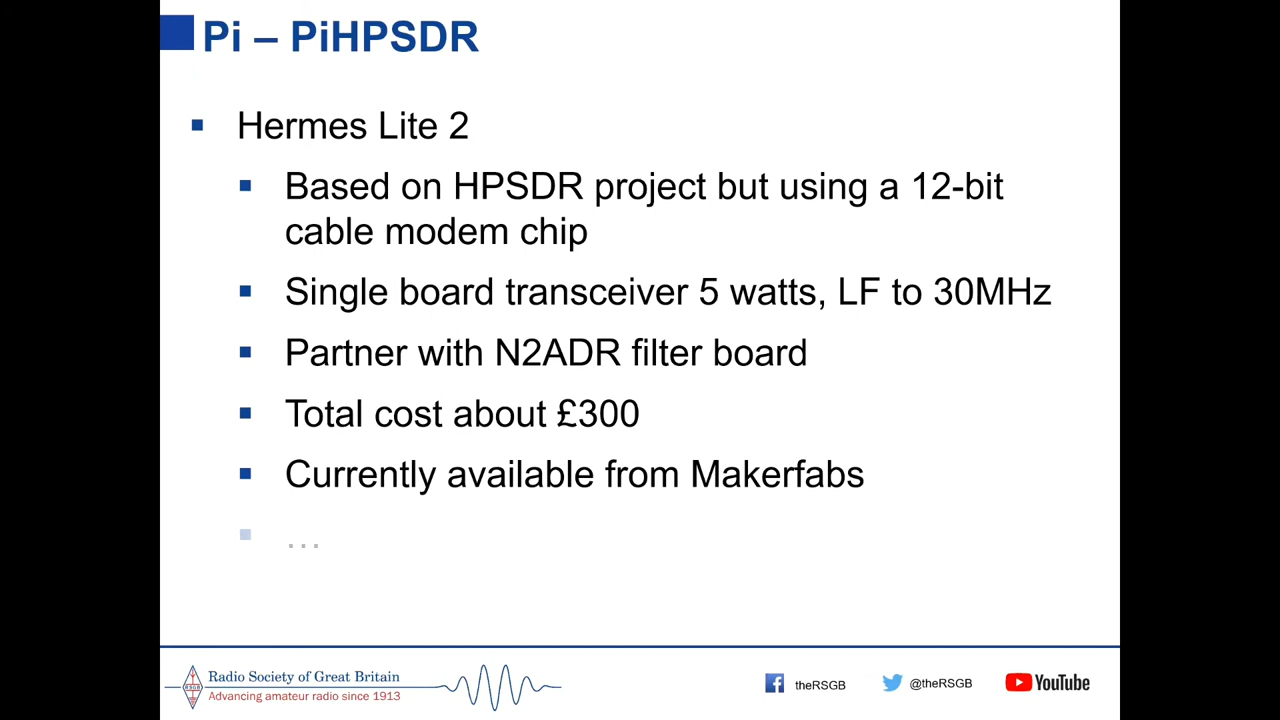 Pi – PiHPSDR
Hermes Lite 2
Based on HPSDR project but using a 12-bit
cable modem chip
Single board transceiver 5 watts, LF to 30MHz
Partner with N2ADR filter board
Total cost about £300
Currently available from Makerfabs
…
RSGB
Radio Society of Great Britain
Advancing amateur radio since 1913
theRSGB
@theRSGB
YouTube